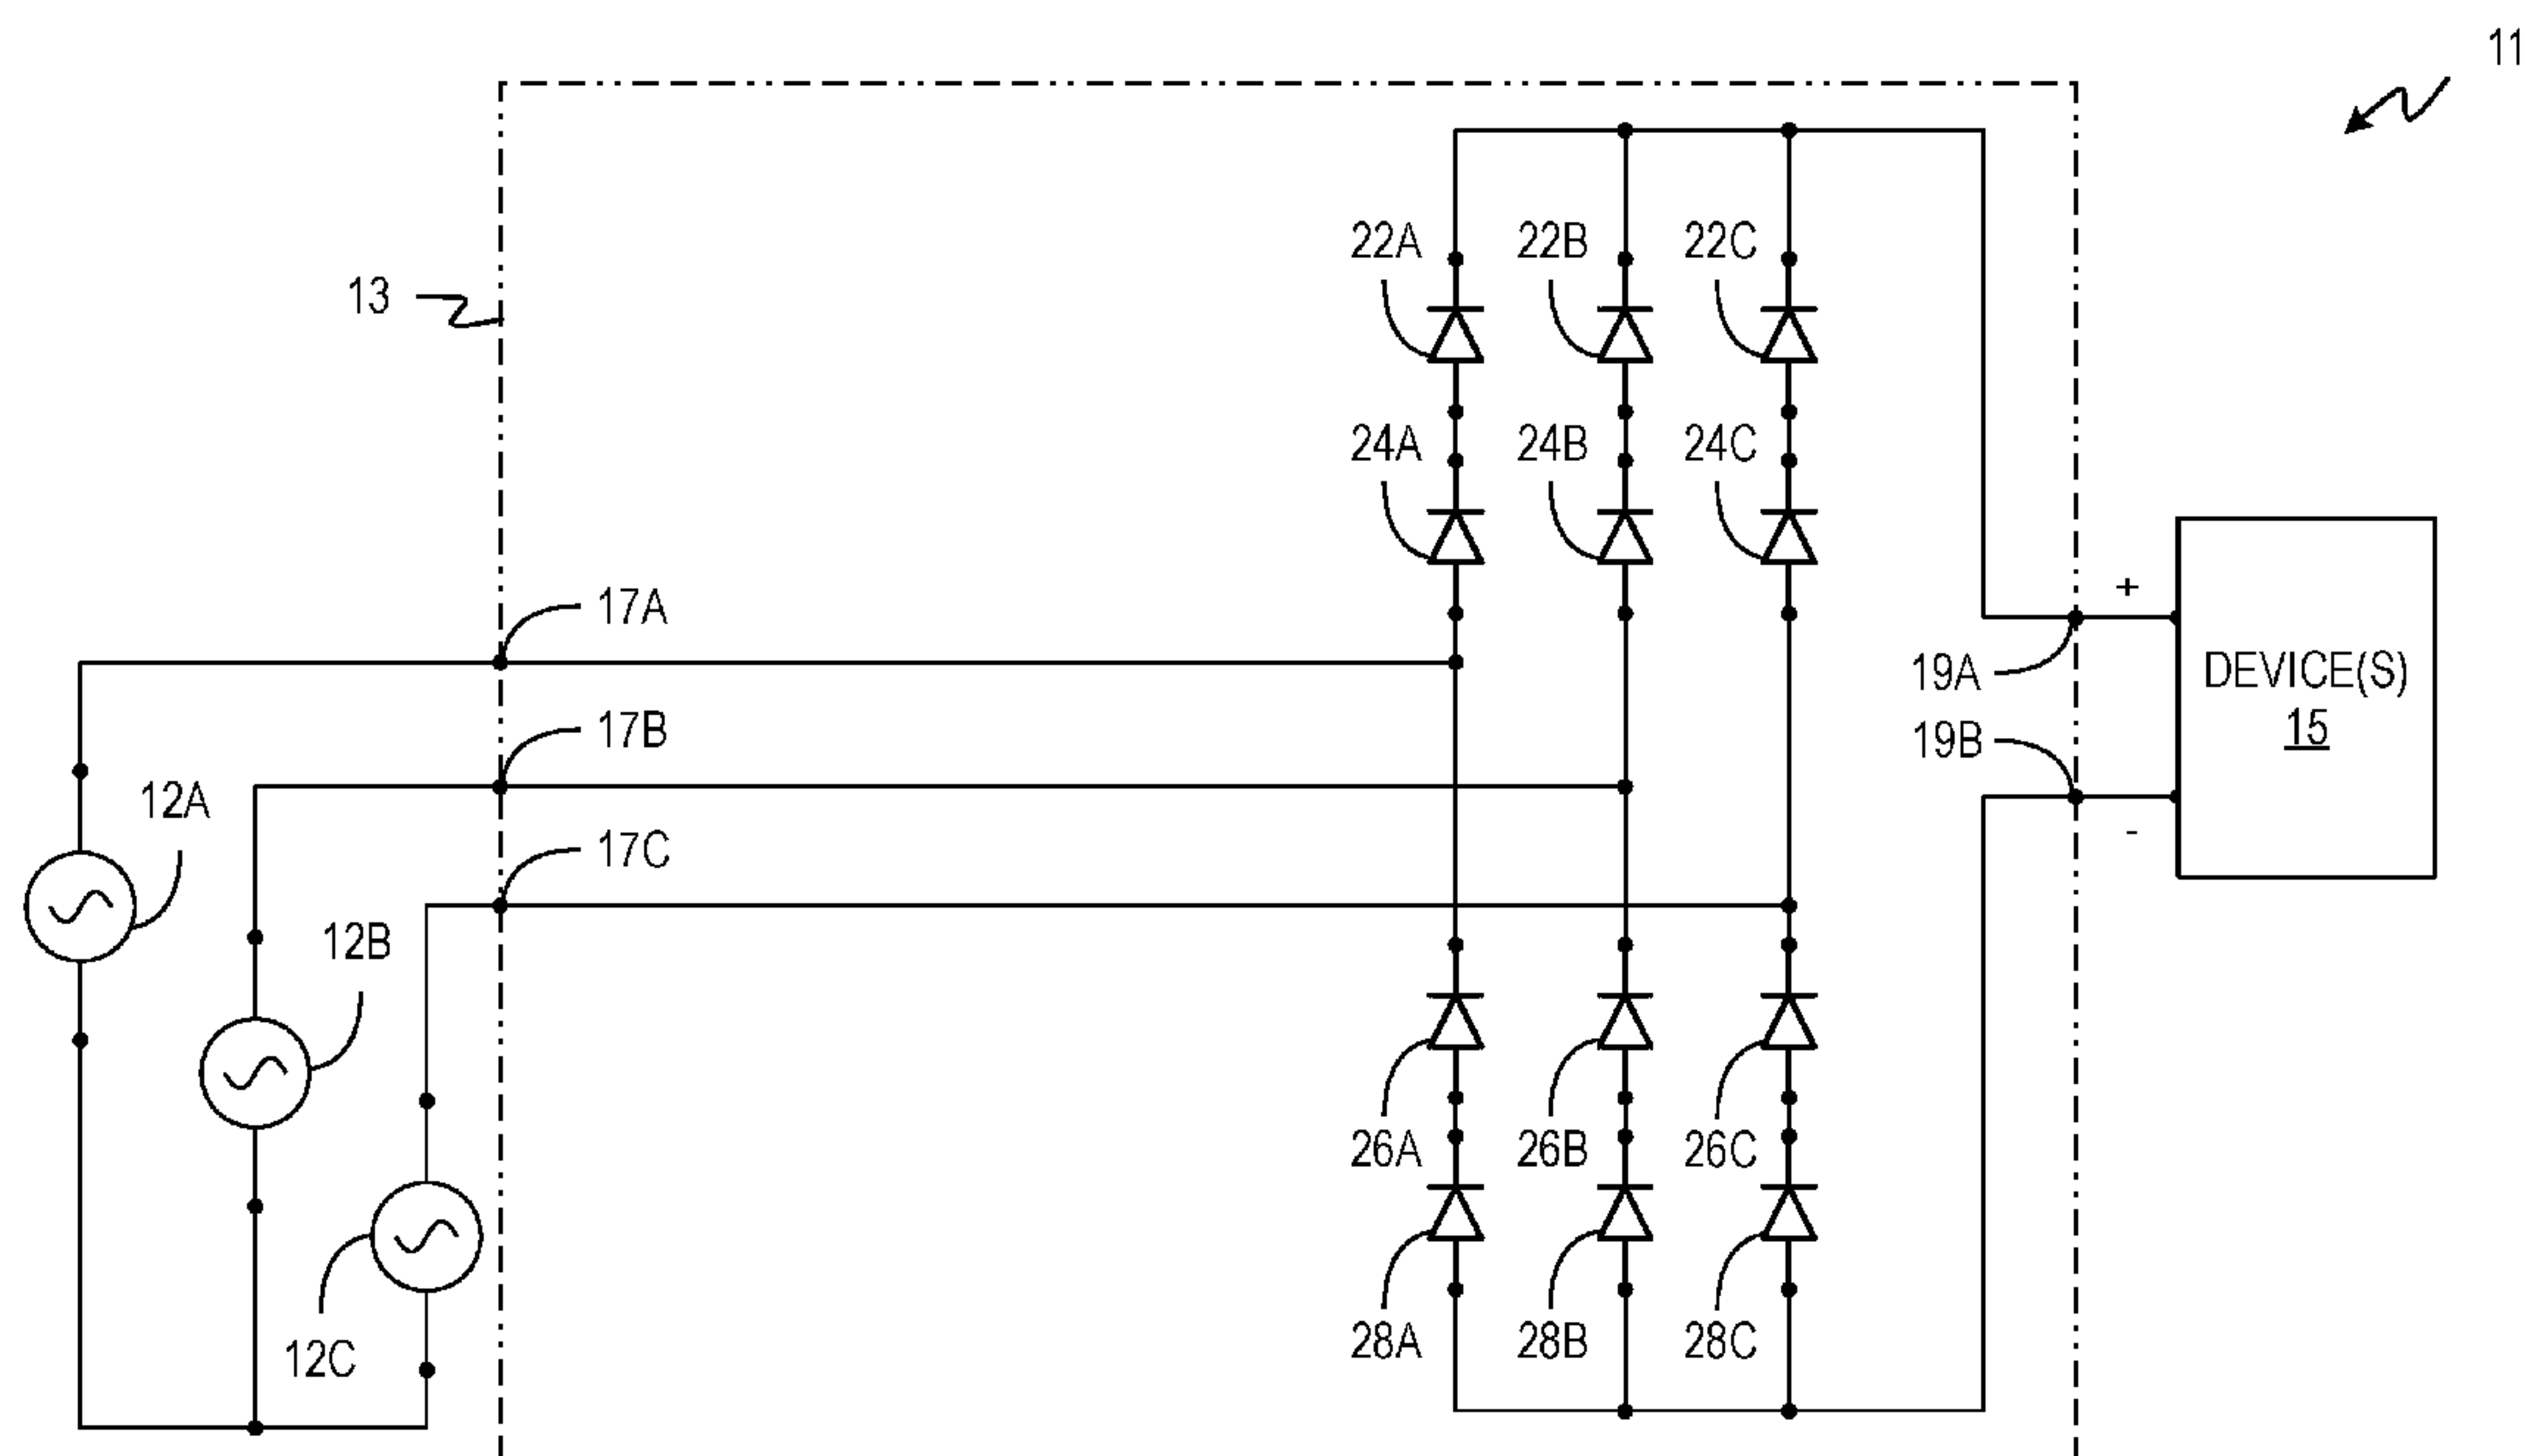 11
22A 22B 22C
13
24A 24B 24C
17A
+
19A
DEVICE(S)
15
17B
19B
12A
-
17C
12B
26A 26B 26C
12C
28A 28B 28C